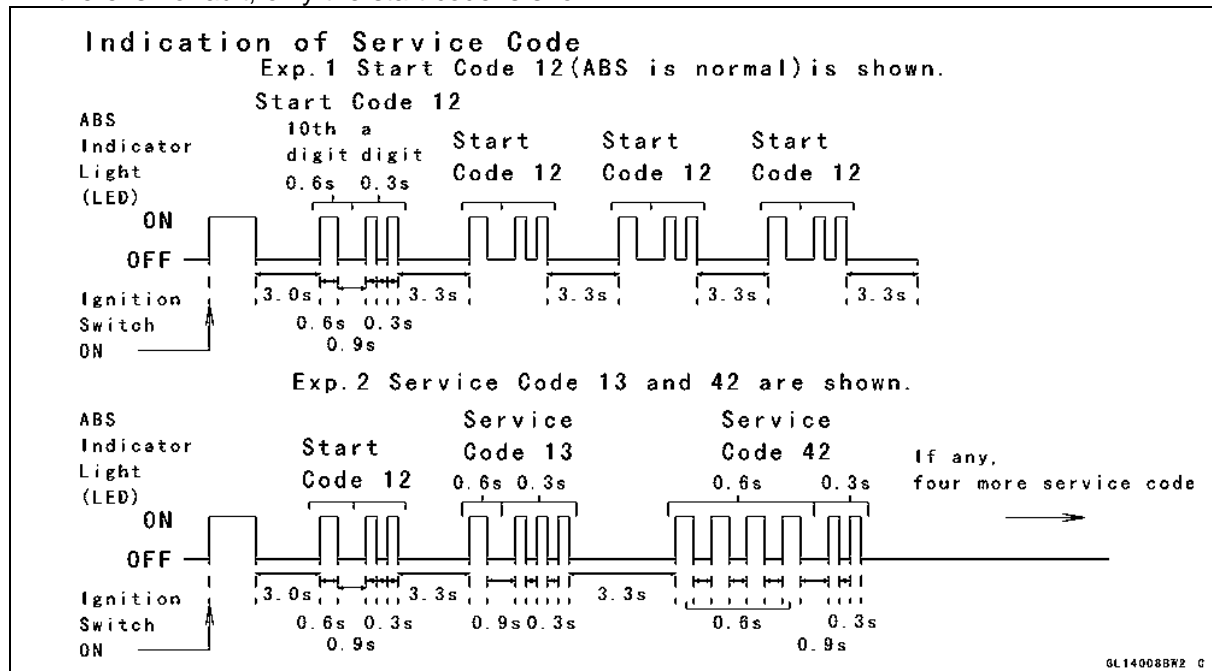 Indication of Service Code
Exp.1 Start Code 12(ABS is normal)is shown.
Start Code 12
ABS
Indicator
Light
(LED)
10th a
digit digit
0.6s 0.3s
Start
Code 12
Start
Code 12
Start
Code 12
ON
OFF
3.0s
3.3s
3.3s
3.3s
3.3s
0.6s 0.3s
0.9s
Ignition
Switch
ON
Exp.2 Service Code 13 and 42 are shown.
ABS
Indicator
Light
(LED)
Start
Code 12
Service
Code 13
0.6s 0.3s
Service
Code 42
0.6s
0.3s
If any,
four more service code
ON
OFF
3.0s
3.3s
3.3s
0.6s 0.3s
0.9s
0.9s 0.3s
0.6s
0.3s
0.9s
Ignition
Switch
ON
GL14008BW2 C